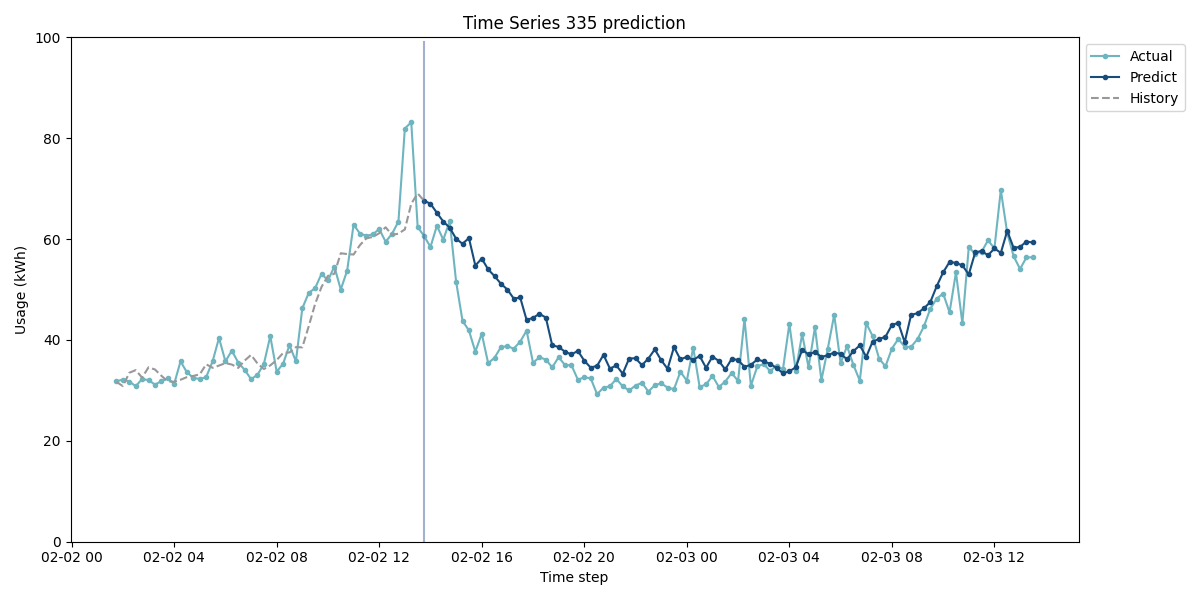 Time Series 335 prediction
Actual
Predict
History
Usage (kWh)
100
80
60
40
20
0
02-02 00 02-02 04 02-02 08 02-02 12 02-02 16 02-02 20 02-03 00 02-03 04 02-03 08 02-03 12
Time step